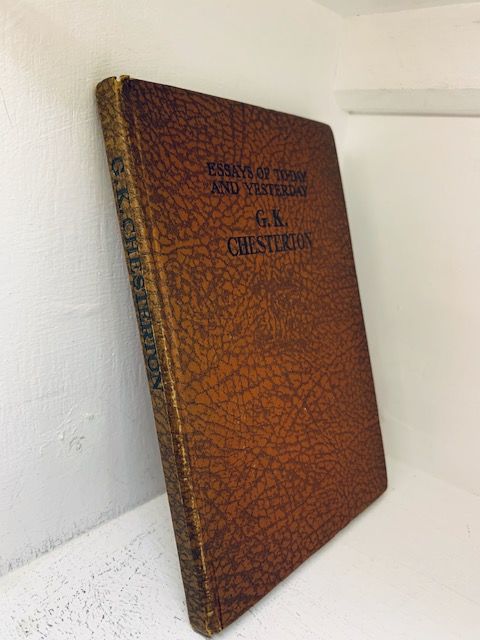 ESSAYS OF TO-DAY
AND YESTERDAY
G. K.
CHESTERTON
G. K. CHESTERTON